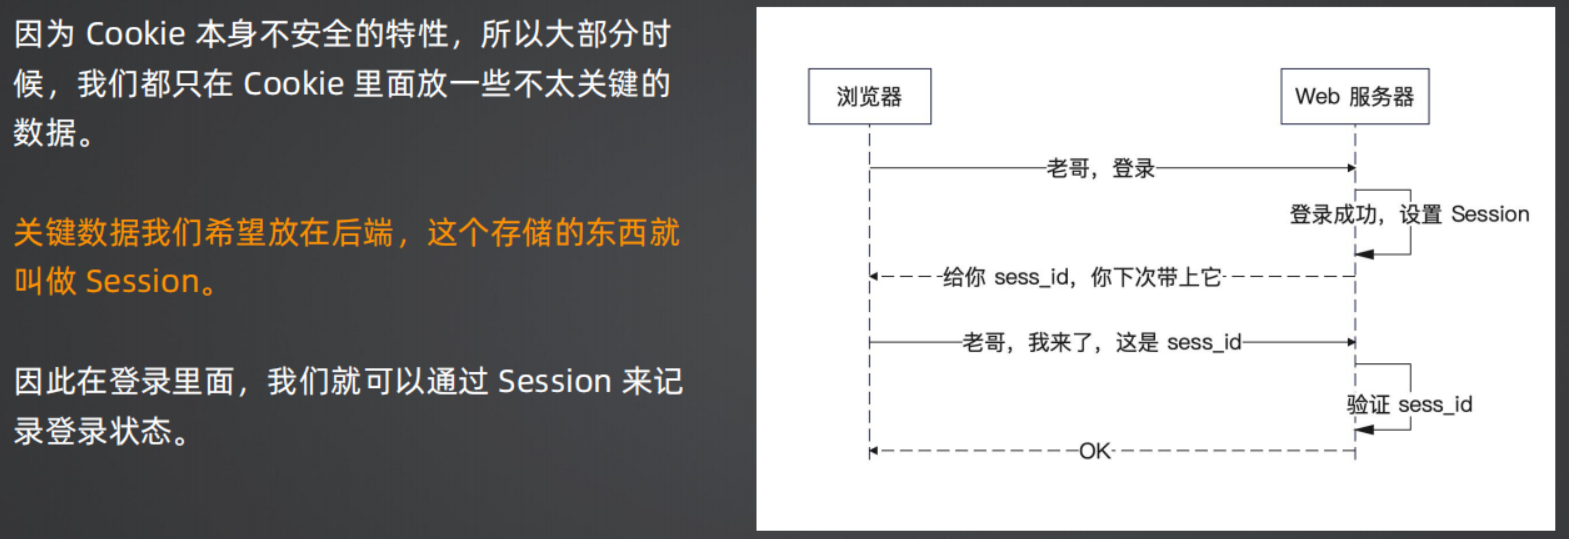 因为 Cookie 本身不安全的特性，所以大部分时
候，我们都只在 Cookie 里面放一些不太关键的
数据。
关键数据我们希望放在后端，这个存储的东西就
叫做 Session。
因此在登录里面，我们就可以通过 Session 来记
录登录状态。
浏览器
Web 服务器
老哥，登录
登录成功，设置 Session
给你 sess_id，你下次带上它
老哥，我来了，这是 sess_id
验证 sess_id
OK